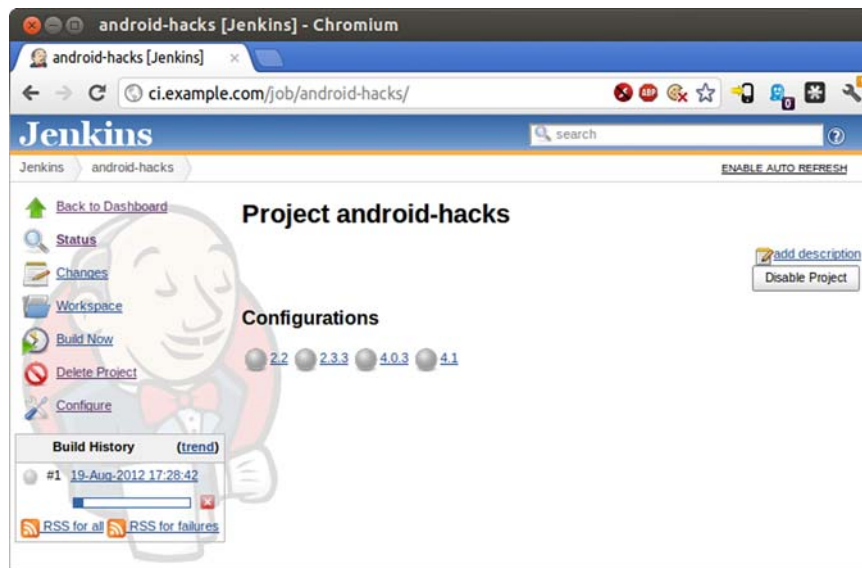 android-hacks [Jenkins] - Chromium
android-hacks [Jenkins] ×
ci.example.com/job/android-hacks/
ABP
0
Jenkins
search
?
Jenkins android-hacks
ENABLE AUTO REFRESH
Back to Dashboard
Status
Changes
Workspace
Build Now
Delete Project
Configure
Project android-hacks
add description
Disable Project
Configurations
2.2 2.3.3 4.0.3 4.1
Build History (trend)
#1 19-Aug-2012 17:28:42
RSS for all RSS for failures